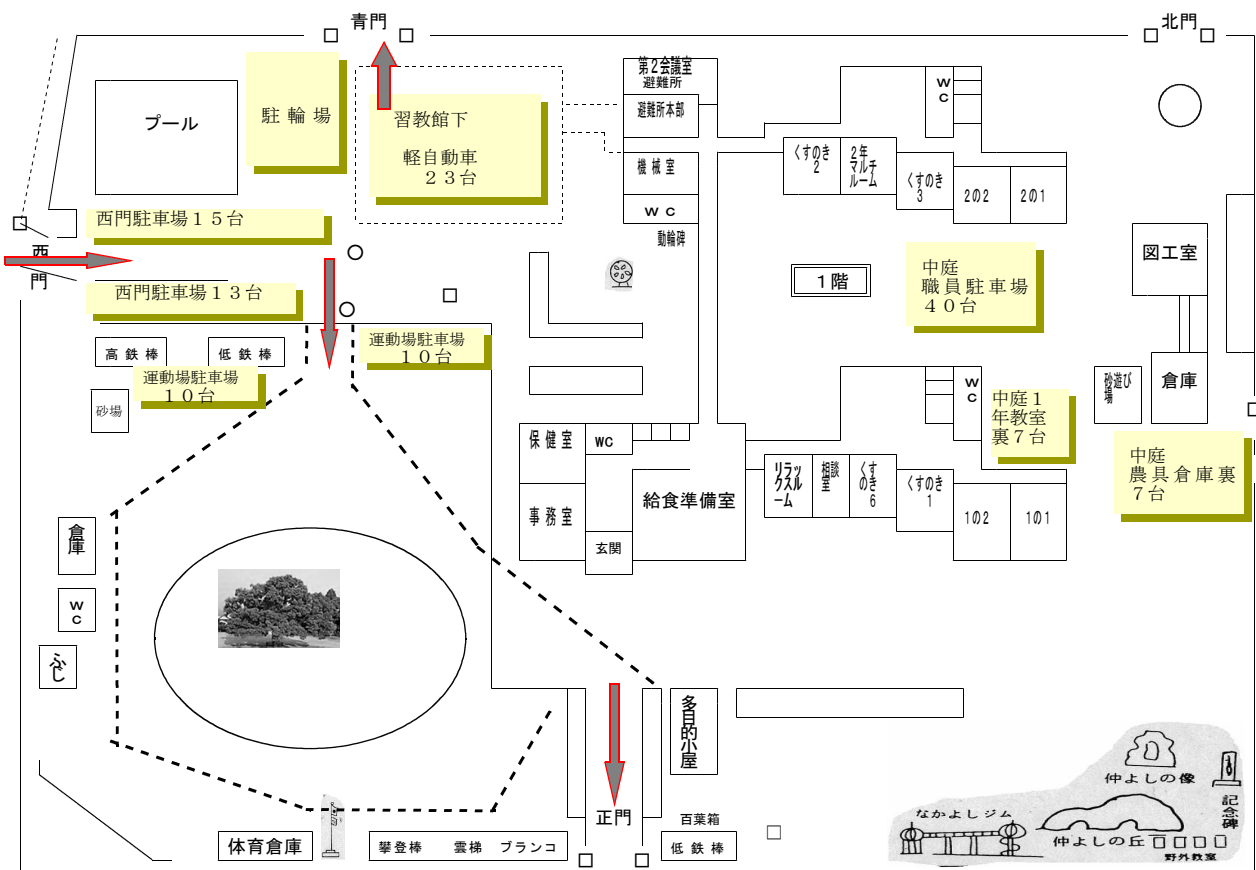 青門
北門
プール
駐輪場
習教館下
軽自動車
２３台
第２会議室
避難所
避難所本部
機械室
ＷＣ
動輪碑
くすのき
2
２年
マルチ
ルーム
くすのき
3
WC
2の2
2の1
西門駐車場１５台
西門
西門駐車場１３台
１階
中庭
職員駐車場
４０台
図工室
高鉄棒
低鉄棒
運動場駐車場
１０台
運動場駐車場
１０台
砂場
砂遊び場
倉庫
WC
中庭１
年教室
裏７台
中庭
農具倉庫裏
７台
保健室
WC
事務室
玄関
給食準備室
リラックスルーム
相談室
くすのき
6
くすのき
1
1の2
1の1
倉庫
WC
ふじ
多目的小屋
正門
百葉箱
低鉄棒
体育倉庫
攀登棒　雲梯　ブランコ
仲よしの像
記念碑
なかよしジム
仲よしの丘
野外教室